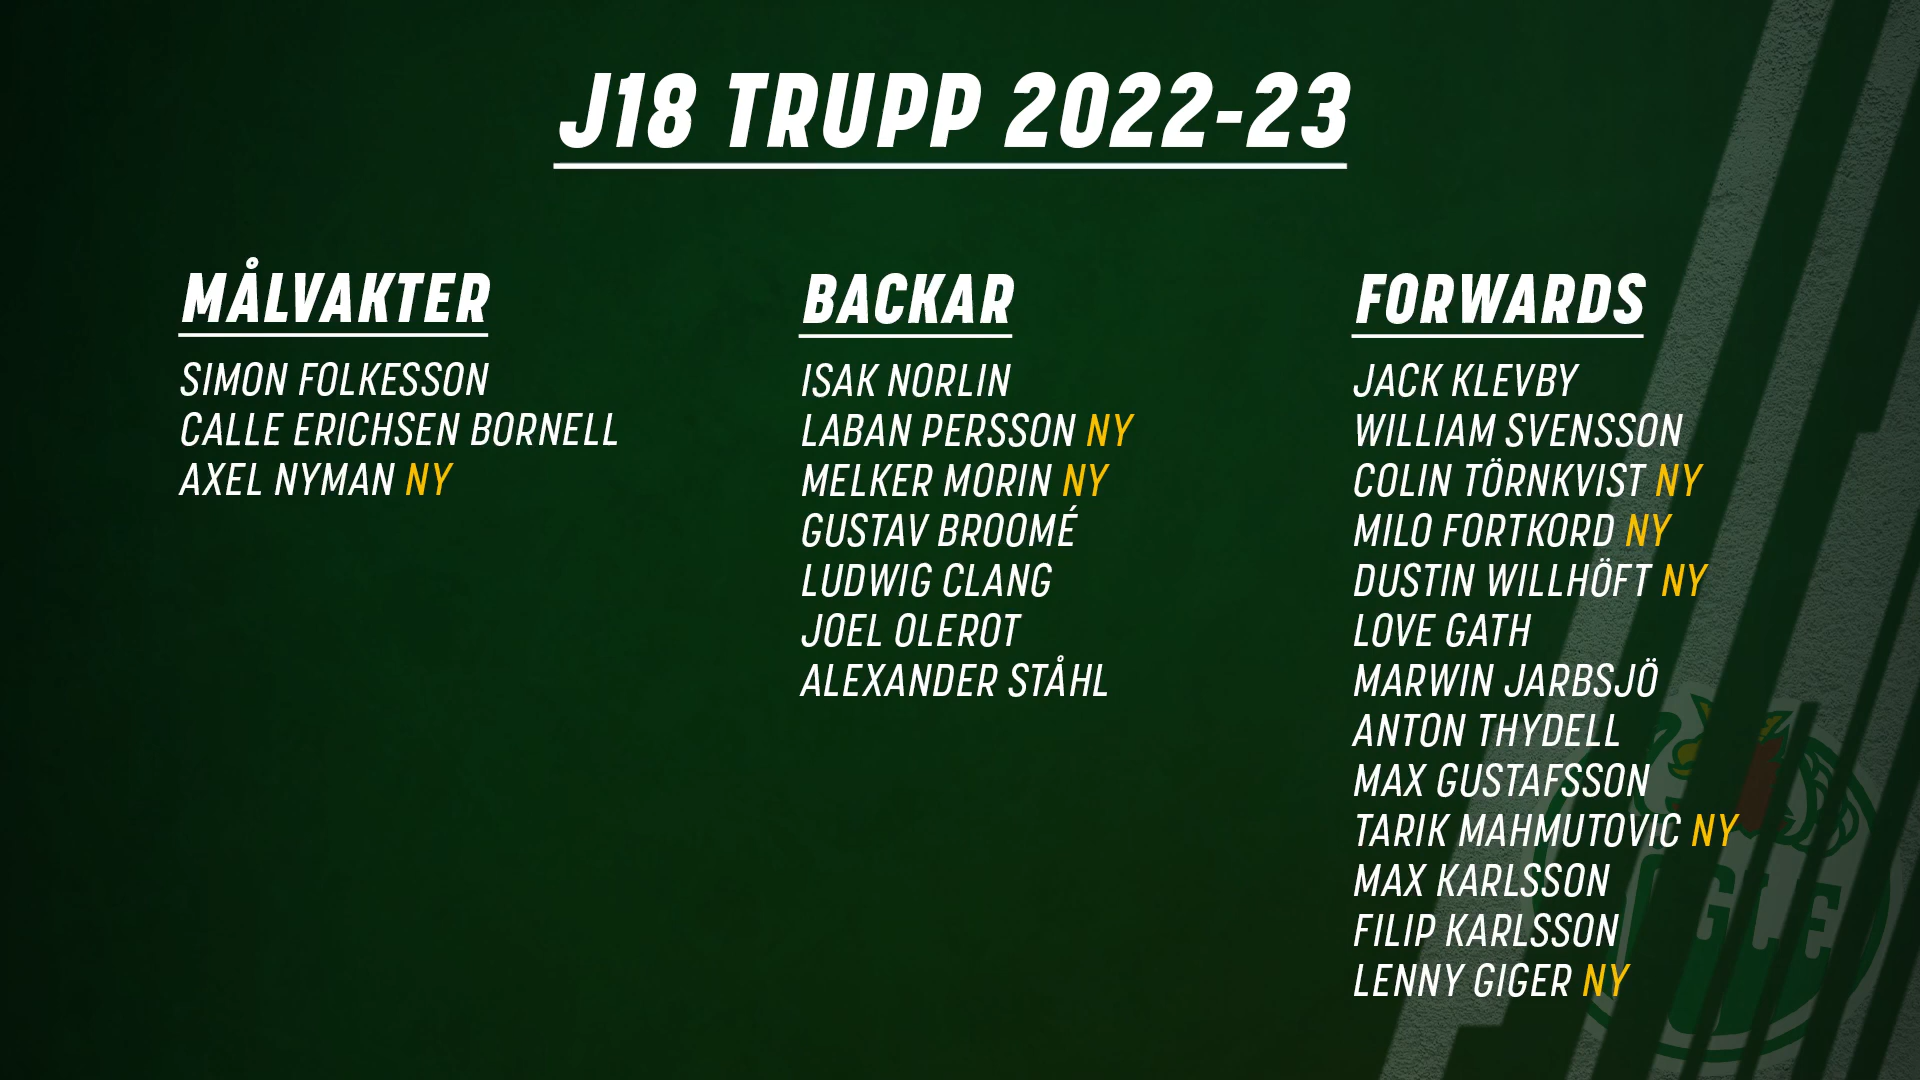 J18 TRUPP 2022-23
MÅLVAKTER
SIMON FOLKESSON
CALLE ERICHSEN BORNELL
AXEL NYMAN NY
BACKAR
ISAK NORLIN
LABAN PERSSON NY
MELKER MORIN NY
GUSTAV BROOMÉ
LUDWIG CLANG
JOEL OLEROT
ALEXANDER STÅHL
FORWARDS
JACK KLEVBY
WILLIAM SVENSSON
COLIN TÖRNKVIST NY
MILO FORTKORD NY
DUSTIN WILLHÖFT NY
LOVE GATH
MARWIN JARBSJÖ
ANTON THYDELL
MAX GUSTAFSSON
TARIK MAHMUTOVIC NY
MAX KARLSSON
FILIP KARLSSON
LENNY GIGER NY